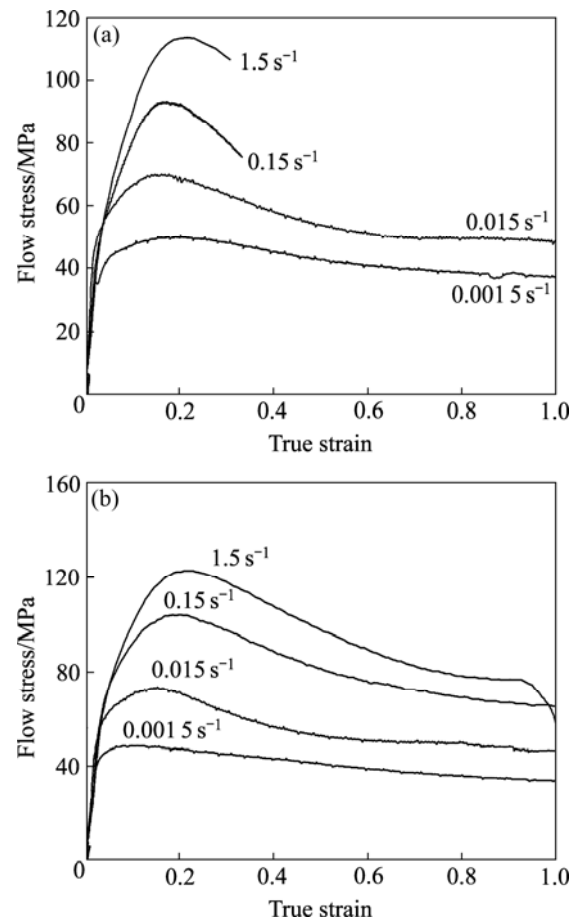 (a)
120
100
80
60
40
20
0
Flow stress/MPa
1.5 s⁻¹
0.15 s⁻¹
0.015 s⁻¹
0.001 5 s⁻¹
0.2 0.4 0.6 0.8 1.0
True strain
(b)
160
120
80
40
0
Flow stress/MPa
1.5 s⁻¹
0.15 s⁻¹
0.015 s⁻¹
0.001 5 s⁻¹
0.2 0.4 0.6 0.8 1.0
True strain